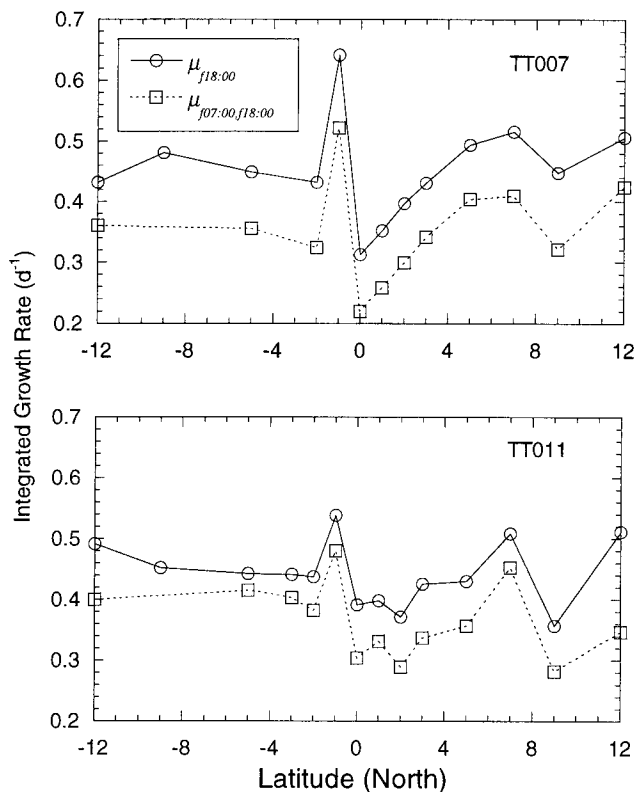 Integrated Growth Rate (d⁻¹)
0.7
0.6
0.5
0.4
0.3
0.2
μf18:00
μf07:00,f18:00
TT007
-12 -8 -4 0 4 8 12
0.7
0.6
0.5
0.4
0.3
0.2
TT011
-12 -8 -4 0 4 8 12
Latitude (North)